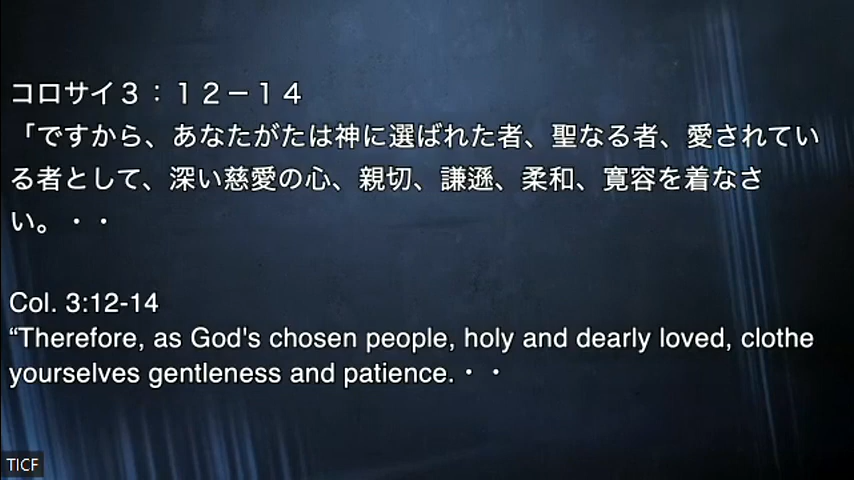 コロサイ３：１２－１４
「ですから、あなたがたは神に選ばれた者、聖なる者、愛されてい
る者として、深い慈愛の心、親切、謙遜、柔和、寛容を着なさ
い。・・
Col. 3:12-14
“Therefore, as God's chosen people, holy and dearly loved, clothe
yourselves gentleness and patience.・・
TICF